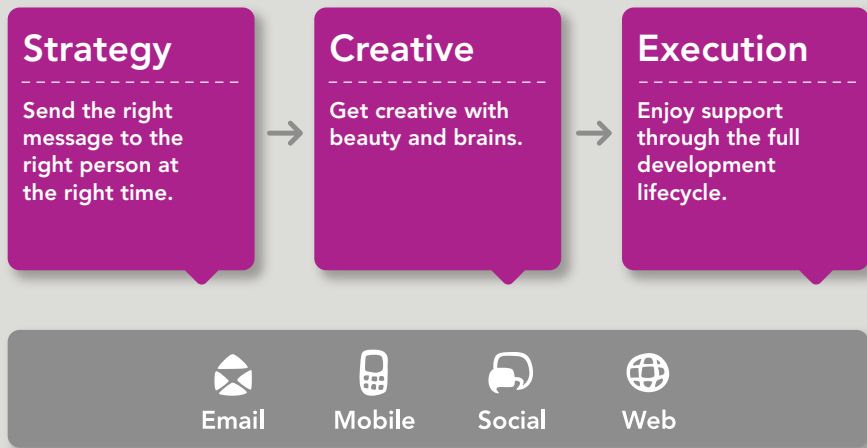 Strategy
Send the right
message to the
right person at
the right time.
Creative
Get creative with
beauty and brains.
Execution
Enjoy support
through the full
development
lifecycle.
Email
Mobile
Social
Web